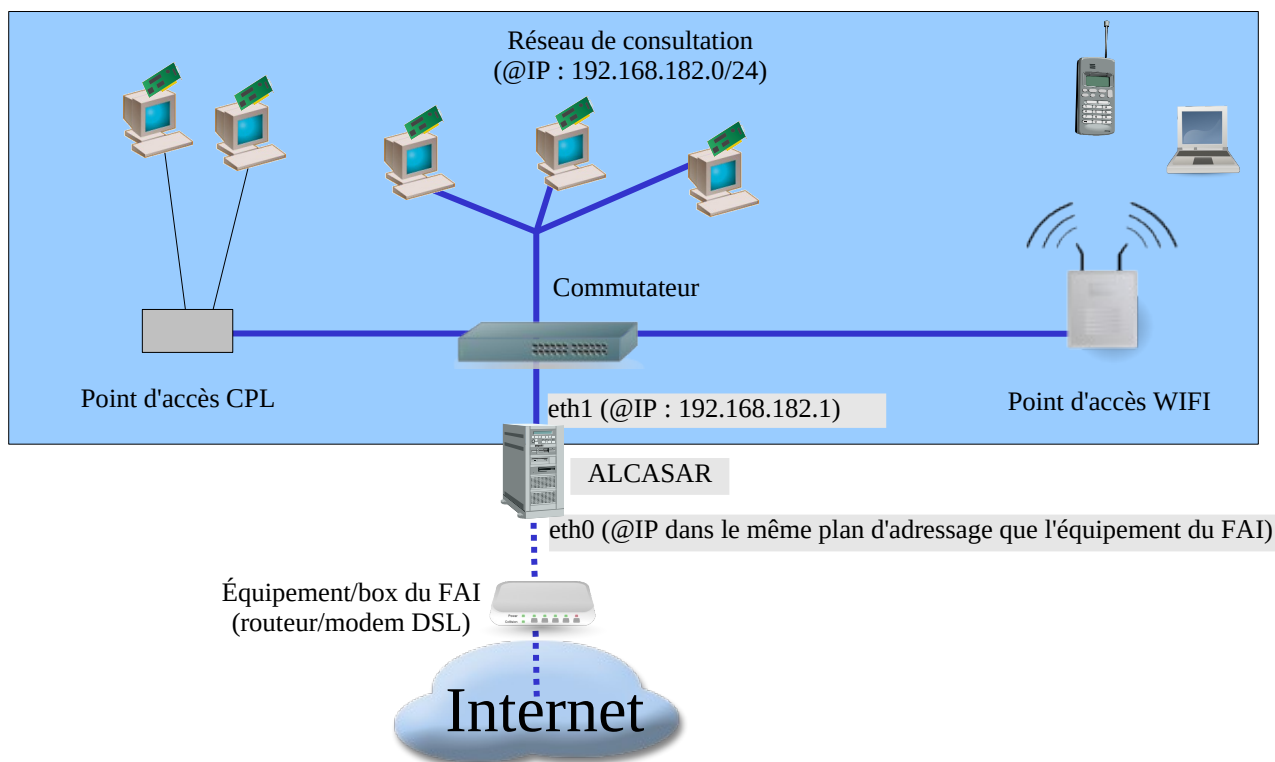 Réseau de consultation
(@IP : 192.168.182.0/24)
Commutateur
Point d'accès CPL
eth1 (@IP : 192.168.182.1)
Point d'accès WIFI
ALCASAR
eth0 (@IP dans le même plan d'adressage que l'équipement du FAI)
Équipement/box du FAI
(routeur/modem DSL)
Internet